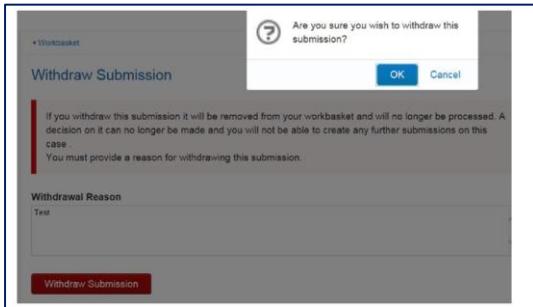 Are you sure you wish to withdraw this
submission?
OK Cancel
Workbasket
Withdraw Submission
If you withdraw this submission it will be removed from your workbasket and will no longer be processed. A
decision on it can no longer be made and you will not be able to create any further submissions on this
case .
You must provide a reason for withdrawing this submission.
Withdrawal Reason
Test
Withdraw Submission